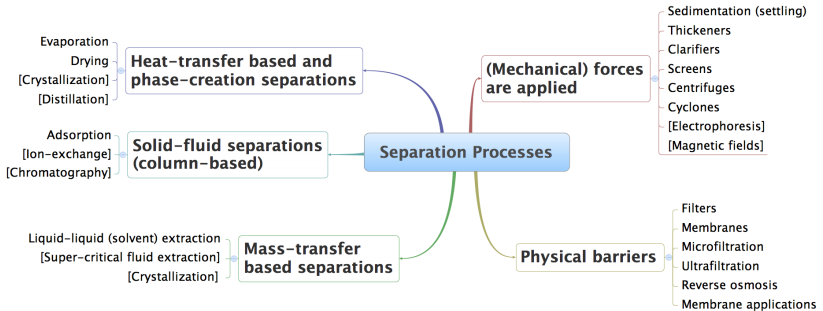 Separation Processes
Heat-transfer based and
phase-creation separations
Evaporation
Drying
[Crystallization]
[Distillation]
Solid-fluid separations
(column-based)
Adsorption
[Ion-exchange]
[Chromatography]
Mass-transfer
based separations
Liquid-liquid (solvent) extraction
[Super-critical fluid extraction]
[Crystallization]
(Mechanical) forces
are applied
Sedimentation (settling)
Thickeners
Clarifiers
Screens
Centrifuges
Cyclones
[Electrophoresis]
[Magnetic fields]
Physical barriers
Filters
Membranes
Microfiltration
Ultrafiltration
Reverse osmosis
Membrane applications